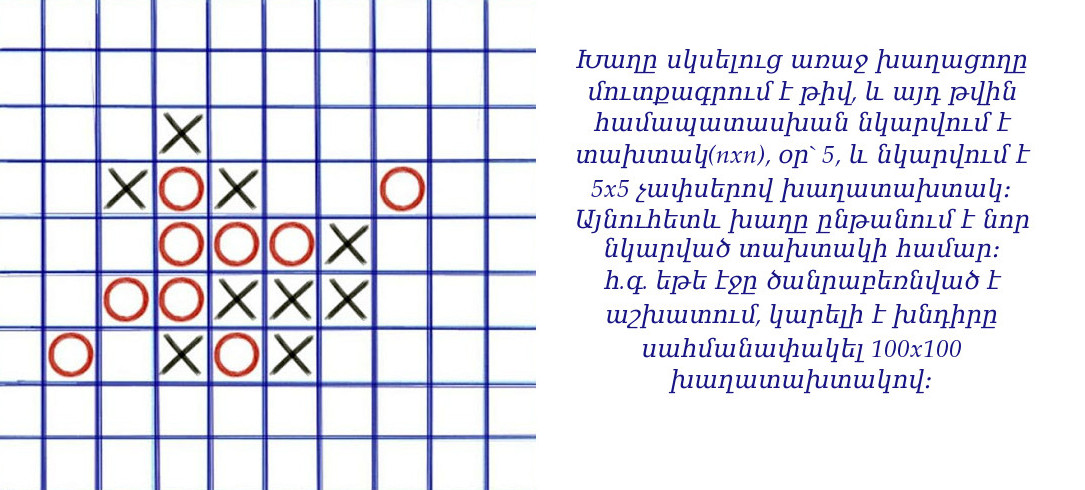 Խաղը սկսելուց առաջ խաղացողը
մուտքագրում է թիվ, և այդ թվին
համապատասխան նկարվում է
տախտակ(nxn), օր` 5, և նկարվում է
5x5 չափսերով խաղատախտակ:
Այնուհետև խաղը ընթանում է նոր
նկարված տախտակի համար:
հ.գ. եթե էջը ծանրաբեռնված է
աշխատում, կարելի է խնդիրը
սահմանափակել 100x100
խաղատախտակով: